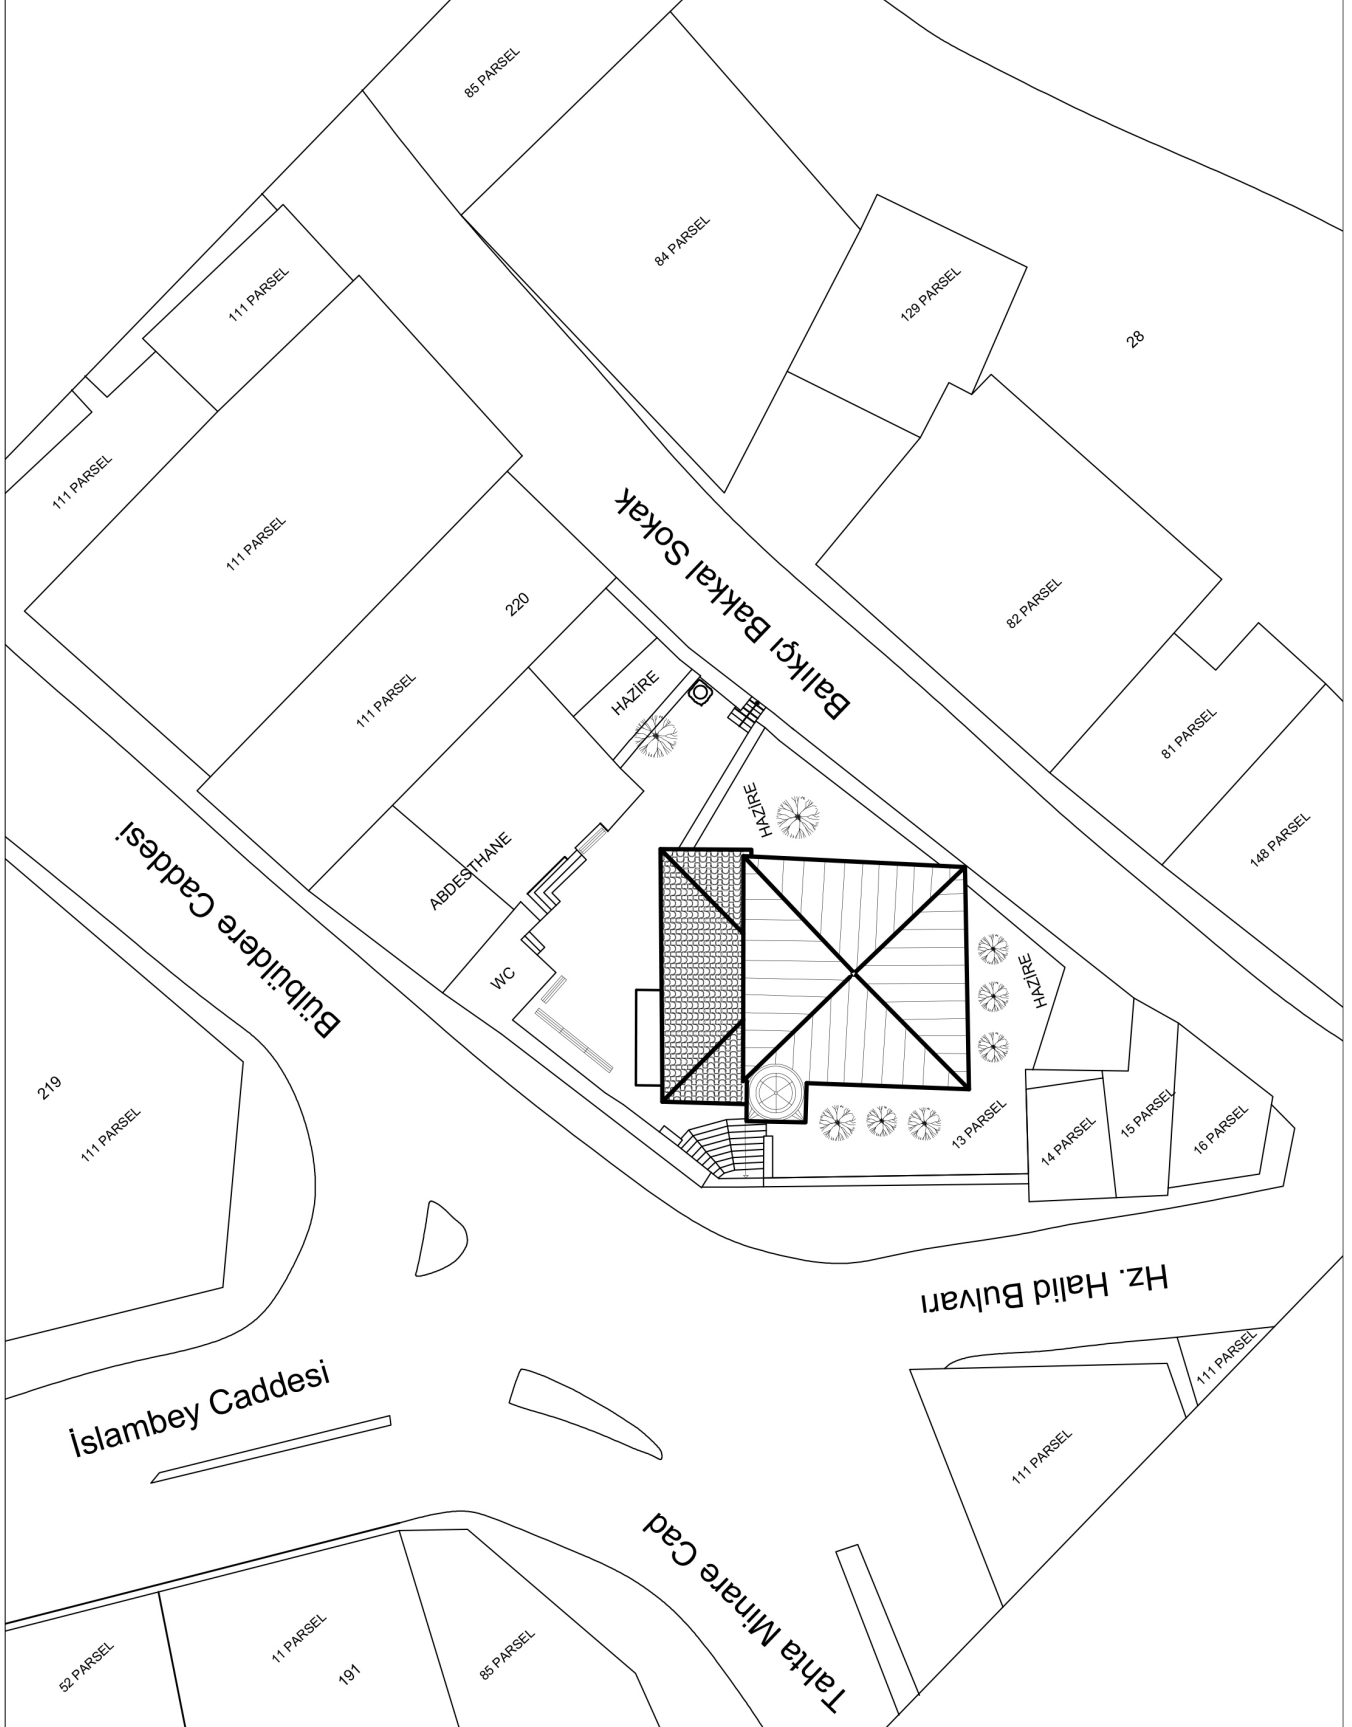 85 PARSEL
84 PARSEL
111 PARSEL
129 PARSEL
28
111 PARSEL
111 PARSEL
Balıkçı Bakkal Sokak
82 PARSEL
220
111 PARSEL
HAZİRE
81 PARSEL
148 PARSEL
HAZİRE
Bülbüldere Caddesi
ABDESTHANE
WC
HAZİRE
219
111 PARSEL
13 PARSEL
14 PARSEL
15 PARSEL
16 PARSEL
Hz. Halid Bulvarı
111 PARSEL
İslambey Caddesi
111 PARSEL
Tahta Minare Cad
52 PARSEL
11 PARSEL
191
85 PARSEL